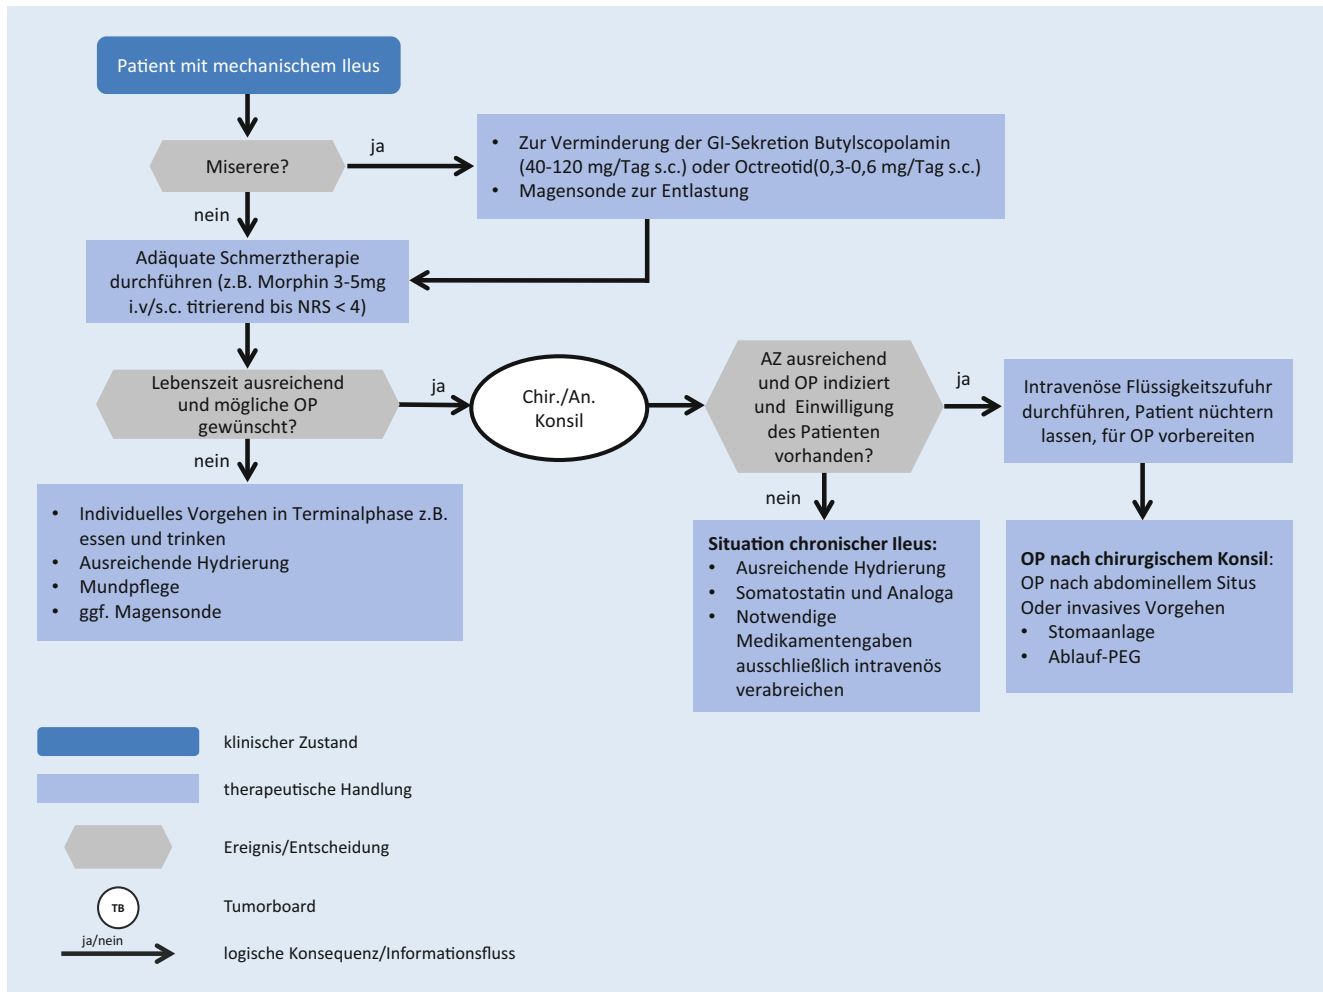 Patient mit mechanischem Ileus
Miserere?
ja
• Zur Verminderung der GI-Sekretion Butylscopolamin
(40-120 mg/Tag s.c.) oder Octreotid(0,3-0,6 mg/Tag s.c.)
• Magensonde zur Entlastung
nein
Adäquate Schmerztherapie
durchführen (z.B. Morphin 3-5mg
i.v/s.c. titrierend bis NRS < 4)
Lebenszeit ausreichend
und mögliche OP
gewünscht?
ja
Chir./An.
Konsil
AZ ausreichend
und OP indiziert
und Einwilligung
des Patienten
vorhanden?
ja
Intravenöse Flüssigkeitszufuhr
durchführen, Patient nüchtern
lassen, für OP vorbereiten
nein
• Individuelles Vorgehen in Terminalphase z.B.
essen und trinken
• Ausreichende Hydrierung
• Mundpflege
• ggf. Magensonde
nein
Situation chronischer Ileus:
• Ausreichende Hydrierung
• Somatostatin und Analoga
• Notwendige
Medikamentengaben
ausschließlich intravenös
verabreichen
OP nach chirurgischem Konsil:
OP nach abdominellem Situs
Oder invasives Vorgehen
• Stomaanlage
• Ablauf-PEG
klinischer Zustand
therapeutische Handlung
Ereignis/Entscheidung
TB
Tumorboard
ja/nein
logische Konsequenz/Informationsfluss